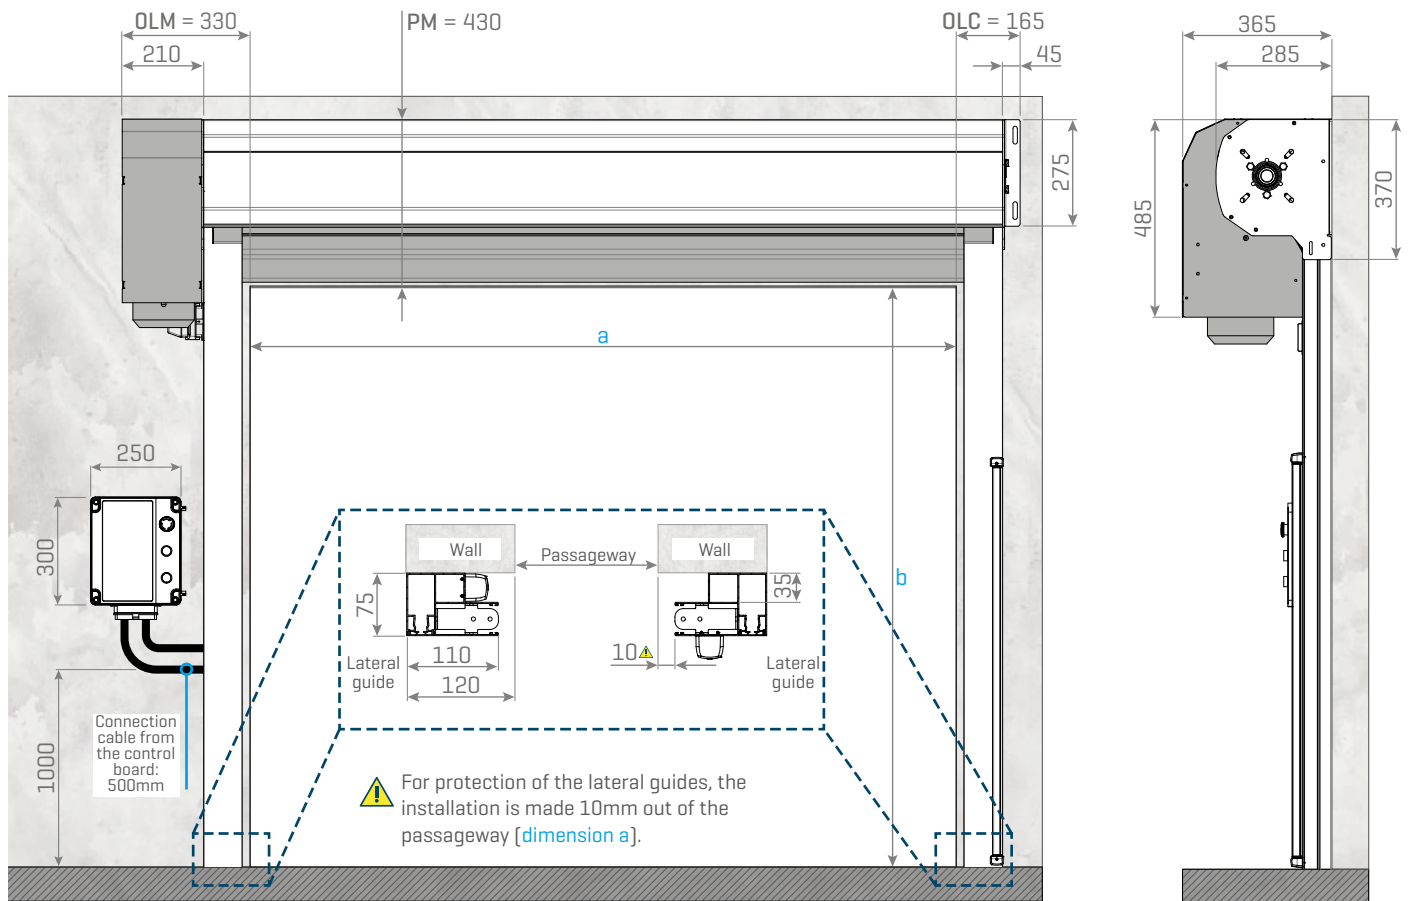 OLM = 330
PM = 430
OLC = 165
365
210
45
285
275
485
370
a
250
300
Wall
Passageway
Wall
b
75
35
Lateral
guide
110
120
10
Lateral
guide
Connection
cable from
the control
board:
500mm
1000
For protection of the lateral guides, the
installation is made 10mm out of the
passageway (dimension a).